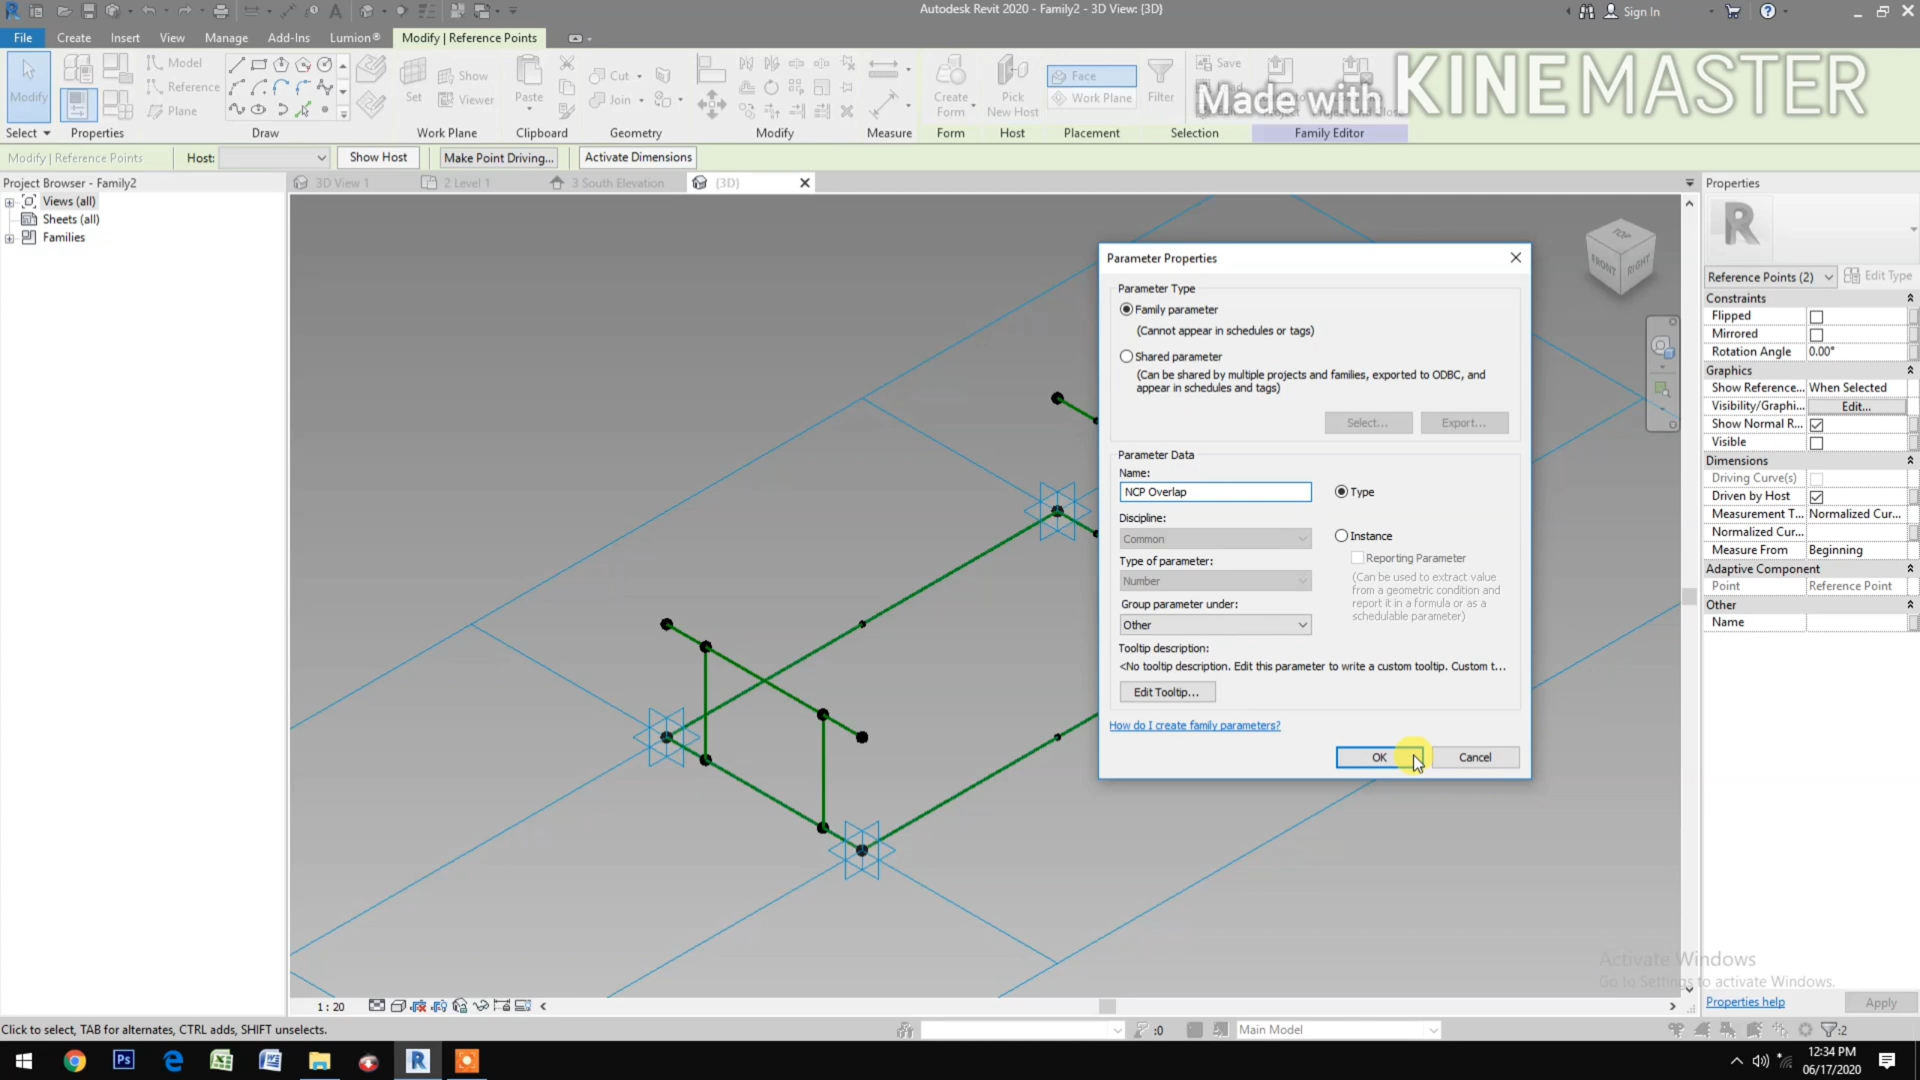 Autodesk Revit 2020 - Family2 - 3D View: {3D}
Sign In
File Create Insert View Manage Add-Ins Lumion® Modify | Reference Points
Modify
Model
Reference
Plane
Set
Show
Viewer
Paste
Cut
Join
Create Form
Pick New Host
Face
Work Plane
Filter
Save
Made with KINEMASTER
Select Properties Draw Work Plane Clipboard Geometry Modify Measure Form Host Placement Selection Family Editor
Modify | Reference Points Host: Show Host Make Point Driving... Activate Dimensions
Project Browser - Family2
3D View 1 2 Level 1 3 South Elevation {3D}
Views (all)
Sheets (all)
Families
TOP
FRONT RIGHT
Parameter Properties
Parameter Type
Family parameter
(Cannot appear in schedules or tags)
Shared parameter
(Can be shared by multiple projects and families, exported to ODBC, and
appear in schedules and tags)
Select... Export...
Parameter Data
Name:
NCP Overlap
Type
Discipline:
Common
Instance
Reporting Parameter
Type of parameter:
Number
(Can be used to extract value
from a geometric condition and
report it in a formula or as a
schedulable parameter)
Group parameter under:
Other
Tooltip description:
<No tooltip description. Edit this parameter to write a custom tooltip. Custom t...
Edit Tooltip...
How do I create family parameters?
OK Cancel
Properties
R
Reference Points (2) Edit Type
Constraints
Flipped
Mirrored
Rotation Angle 0.00°
Graphics
Show Reference... When Selected
Visibility/Graphi... Edit...
Show Normal R...
Visible
Dimensions
Driving Curve(s)
Driven by Host
Measurement T... Normalized Cur...
Normalized Cur...
Measure From Beginning
Adaptive Component
Point Reference Point
Other
Name
Activate Windows
Go to Settings to activate Windows.
Properties help Apply
1 : 20
Click to select, TAB for alternates, CTRL adds, SHIFT unselects.
:0
Main Model
:2
12:34 PM
06/17/2020